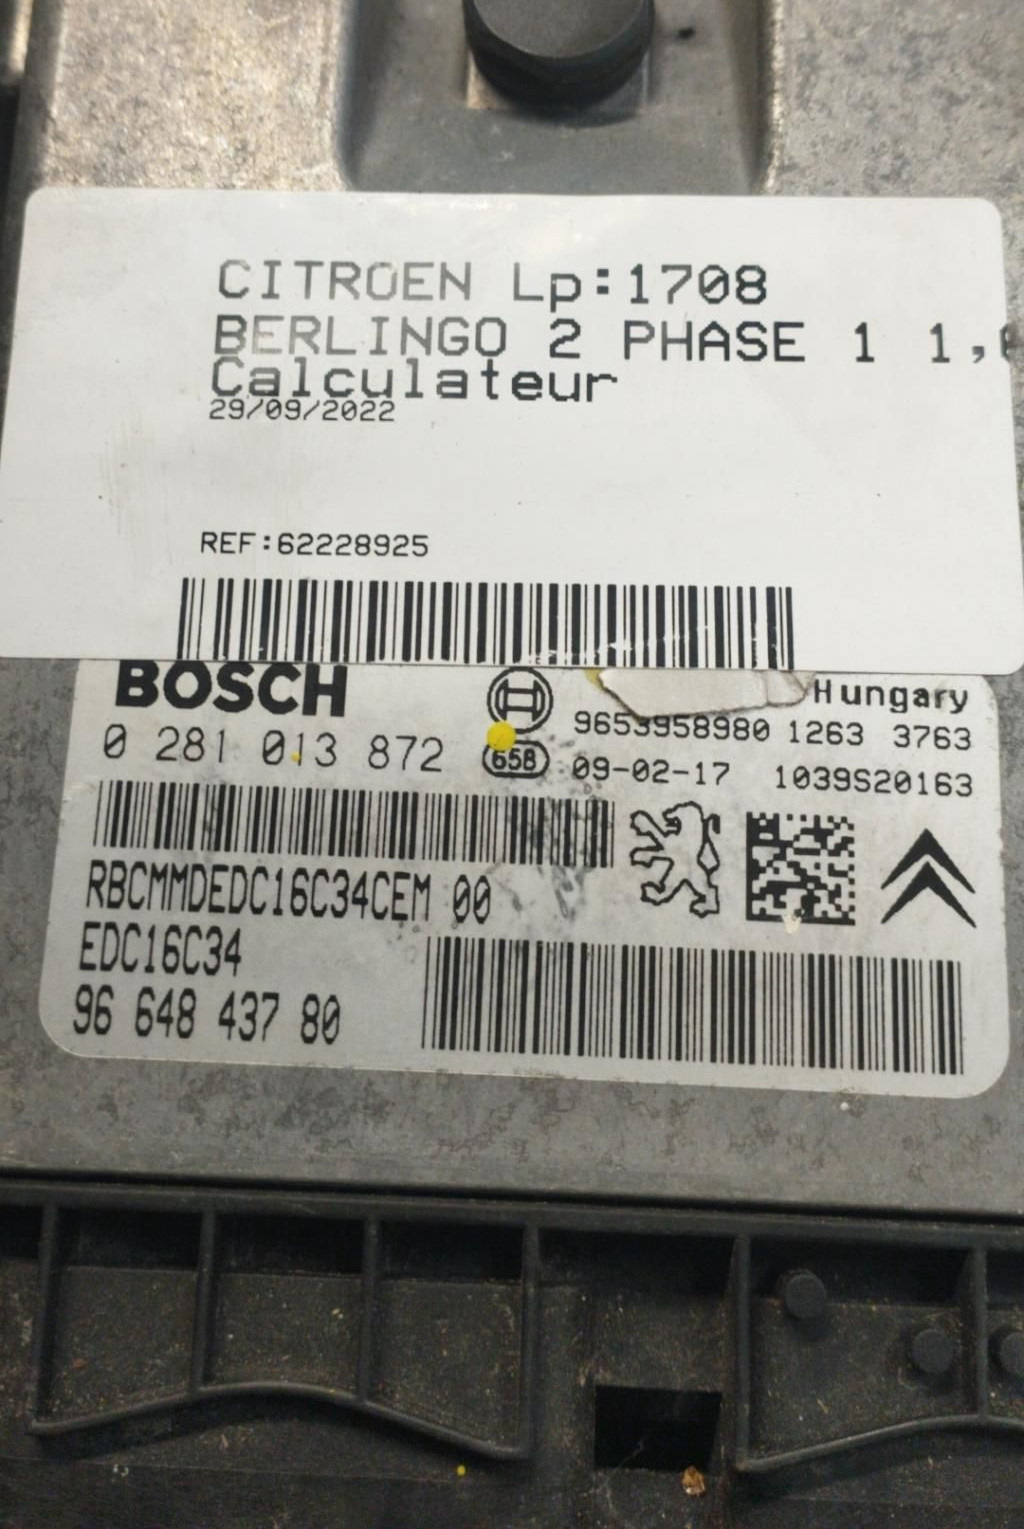 CITROEN Lp:1708
BERLINGO 2 PHASE 1 1,
Calculateur
29/09/2022
REF:62228925
BOSCH
Hungary
0 281 013 872
9653958980 1263 3763
658
09-02-17 1039S20163
RBCMMDEDC16C34CEM 00
EDC16C34
96 648 437 80